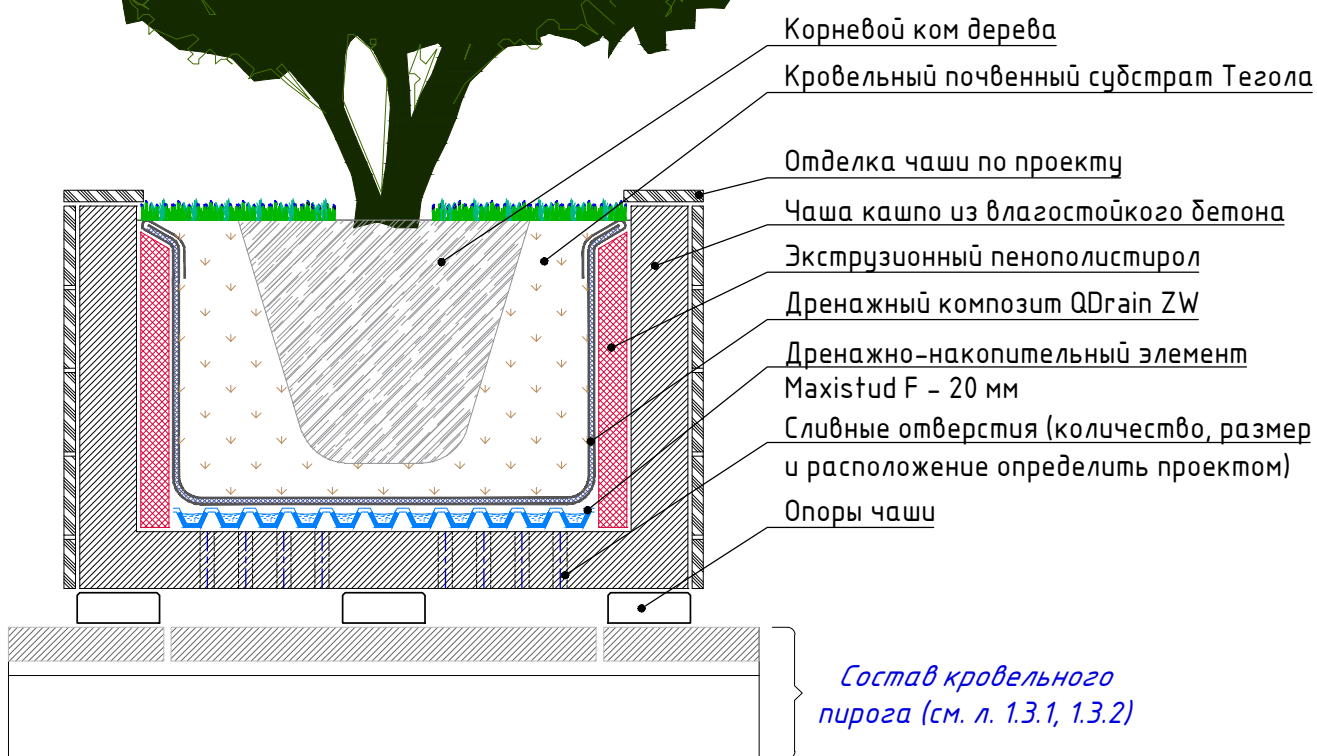 Корневой ком дерева
Кровельный почвенный субстрат Тегола
Отделка чаши по проекту
Чаша кашпо из влагостойкого бетона
Экструзионный пенополистирол
Дренажный композит QDrain ZW
Дренажно-накопительный элемент
Maxistud F - 20 мм
Сливные отверстия (количество, размер
и расположение определить проектом)
Опоры чаши
Состав кровельного
пирога (см. л. 1.3.1, 1.3.2)